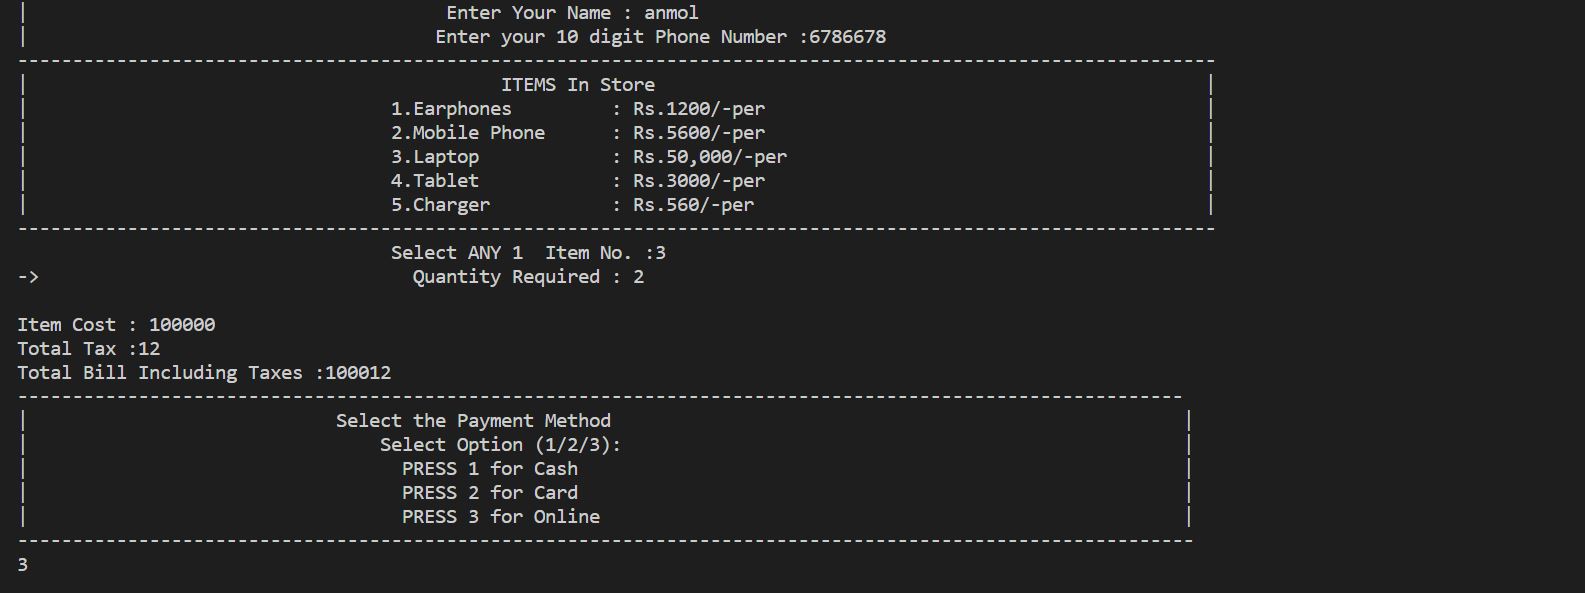 | Enter Your Name : anmol
| Enter your 10 digit Phone Number :6786678
-------------------------------------------------------------------------------------------------------------
| ITEMS In Store |
| 1.Earphones : Rs.1200/-per |
| 2.Mobile Phone : Rs.5600/-per |
| 3.Laptop : Rs.50,000/-per |
| 4.Tablet : Rs.3000/-per |
| 5.Charger : Rs.560/-per |
-------------------------------------------------------------------------------------------------------------
Select ANY 1  Item No. :3
-> Quantity Required : 2
Item Cost : 100000
Total Tax :12
Total Bill Including Taxes :100012
----------------------------------------------------------------------------------------------------------
| Select the Payment Method |
| Select Option (1/2/3): |
| PRESS 1 for Cash |
| PRESS 2 for Card |
| PRESS 3 for Online |
-----------------------------------------------------------------------------------------------------------
3